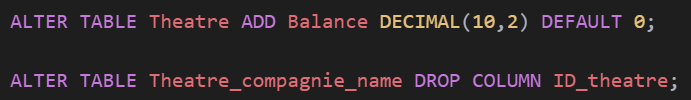 ALTER TABLE Theatre ADD Balance DECIMAL(10,2) DEFAULT 0;
ALTER TABLE Theatre_compagnie_name DROP COLUMN ID_theatre;